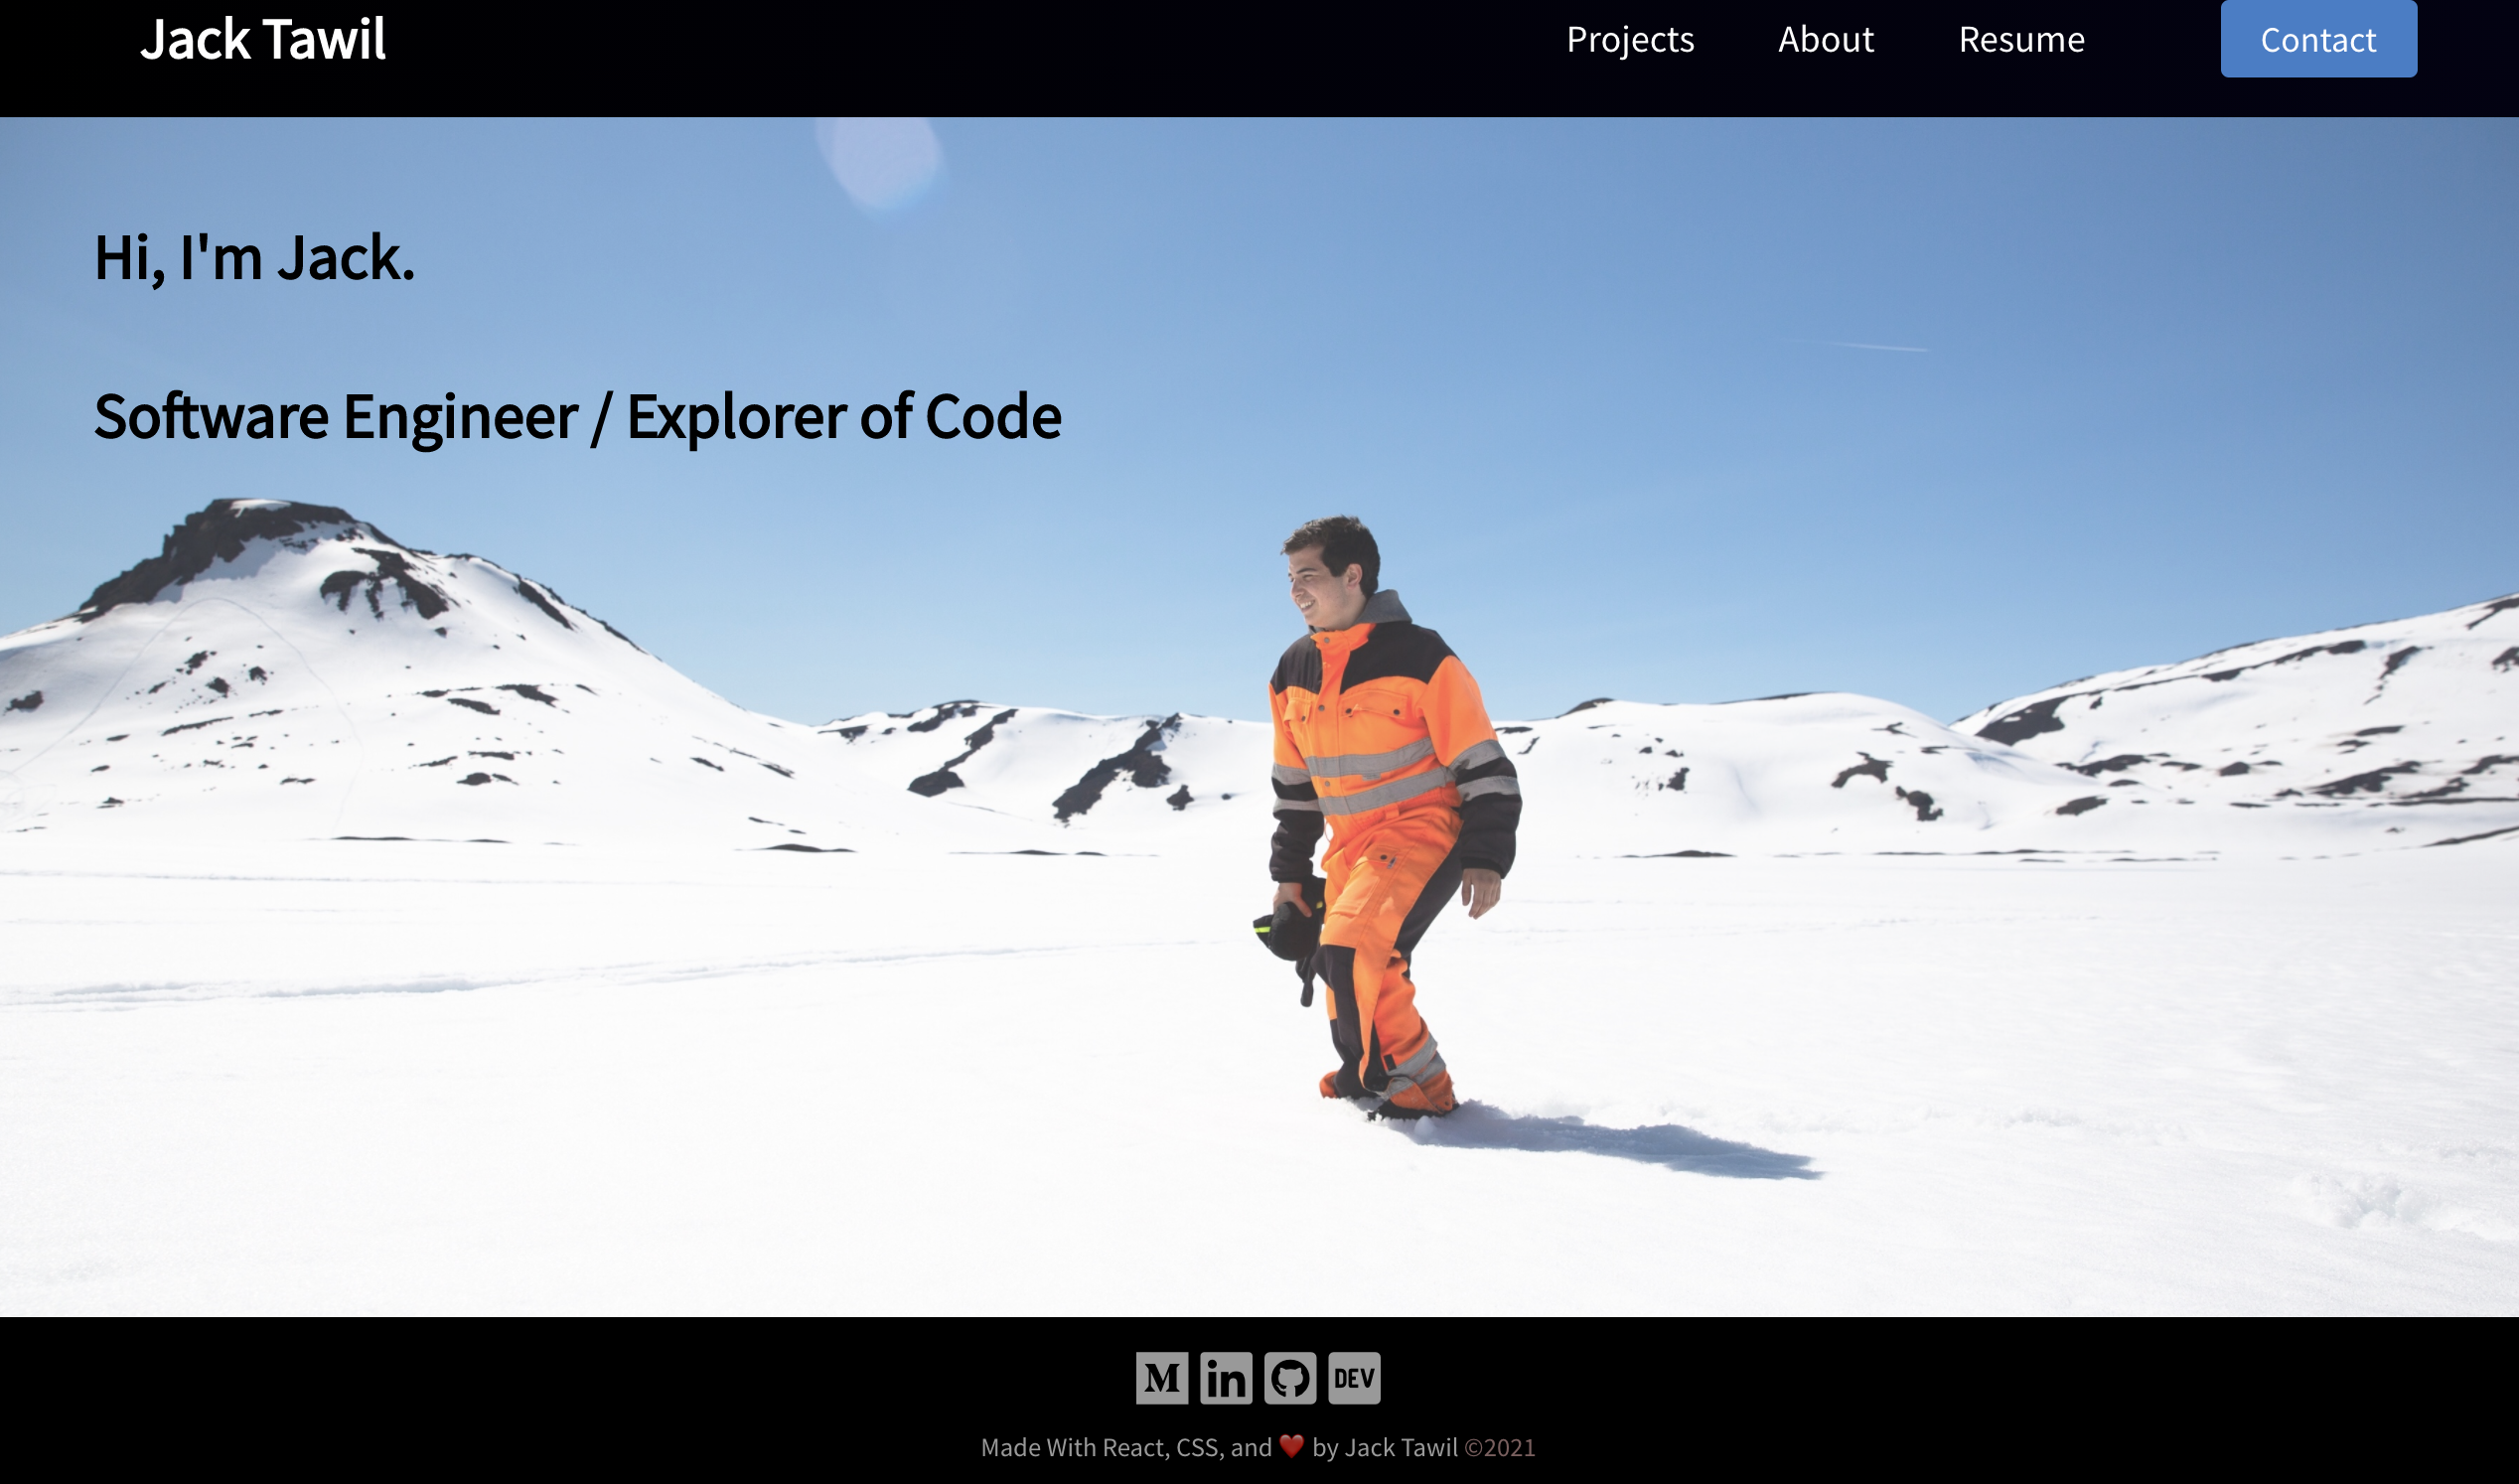 Jack Tawil
Projects About Resume Contact
Hi, I'm Jack.
Software Engineer / Explorer of Code
M in DEV
Made With React, CSS, and ❤️ by Jack Tawil ©2021